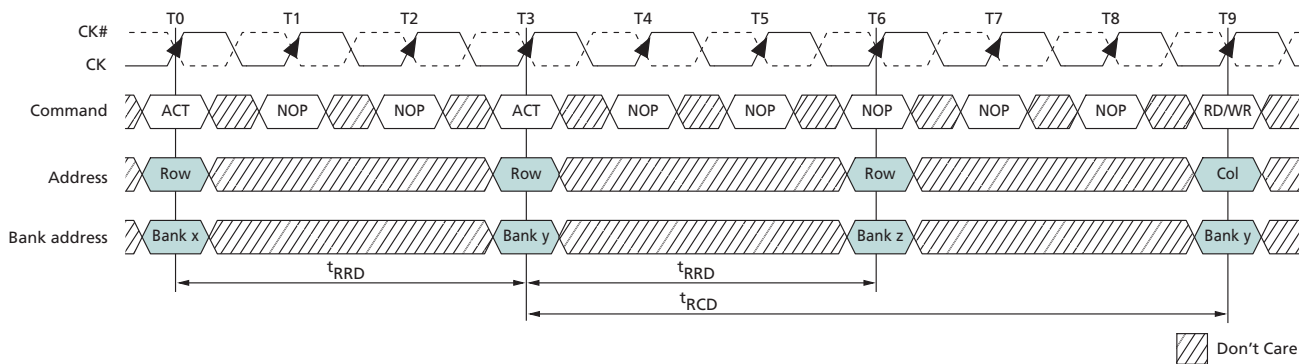 T0 T1 T2 T3 T4 T5 T6 T7 T8 T9
CK#
CK
Command ACT NOP NOP ACT NOP NOP NOP NOP NOP RD/WR
Address Row Row Row Col
Bank address Bank x Bank y Bank z Bank y
tRRD tRRD
tRCD
Don't Care